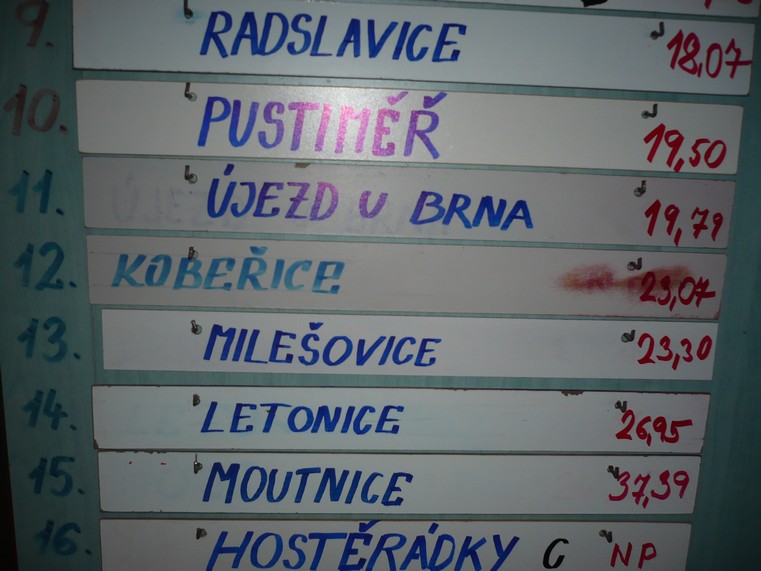 9. RADSLAVICE 18,07
10. PUSTIMĚŘ 19,50
11. ÚJEZD U BRNA 19,79
12. KOBEŘICE 23,07
13. MILEŠOVICE 23,30
14. LETONICE 26,95
15. MOUTNICE 37,39
16. HOSTĚRÁDKY C NP